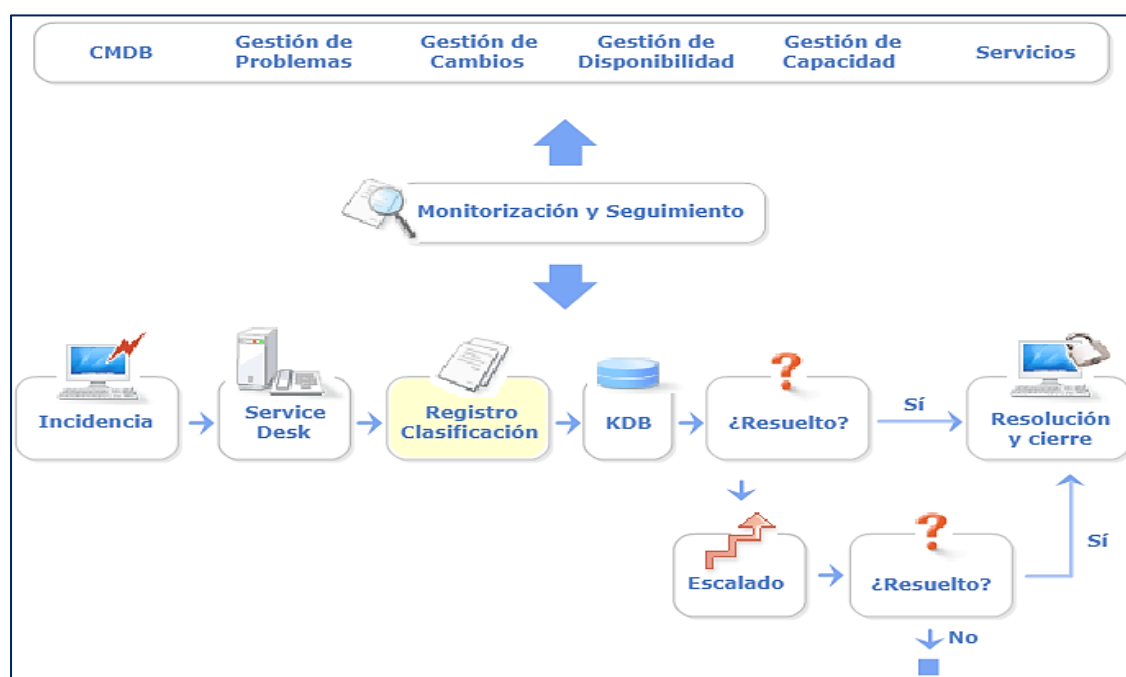 CMDB
Gestión de
Problemas
Gestión de
Cambios
Gestión de
Disponibilidad
Gestión de
Capacidad
Servicios
Monitorización y Seguimiento
Incidencia
Service
Desk
Registro
Clasificación
KDB
¿Resuelto?
Sí
Resolución
y cierre
Escalado
¿Resuelto?
Sí
No